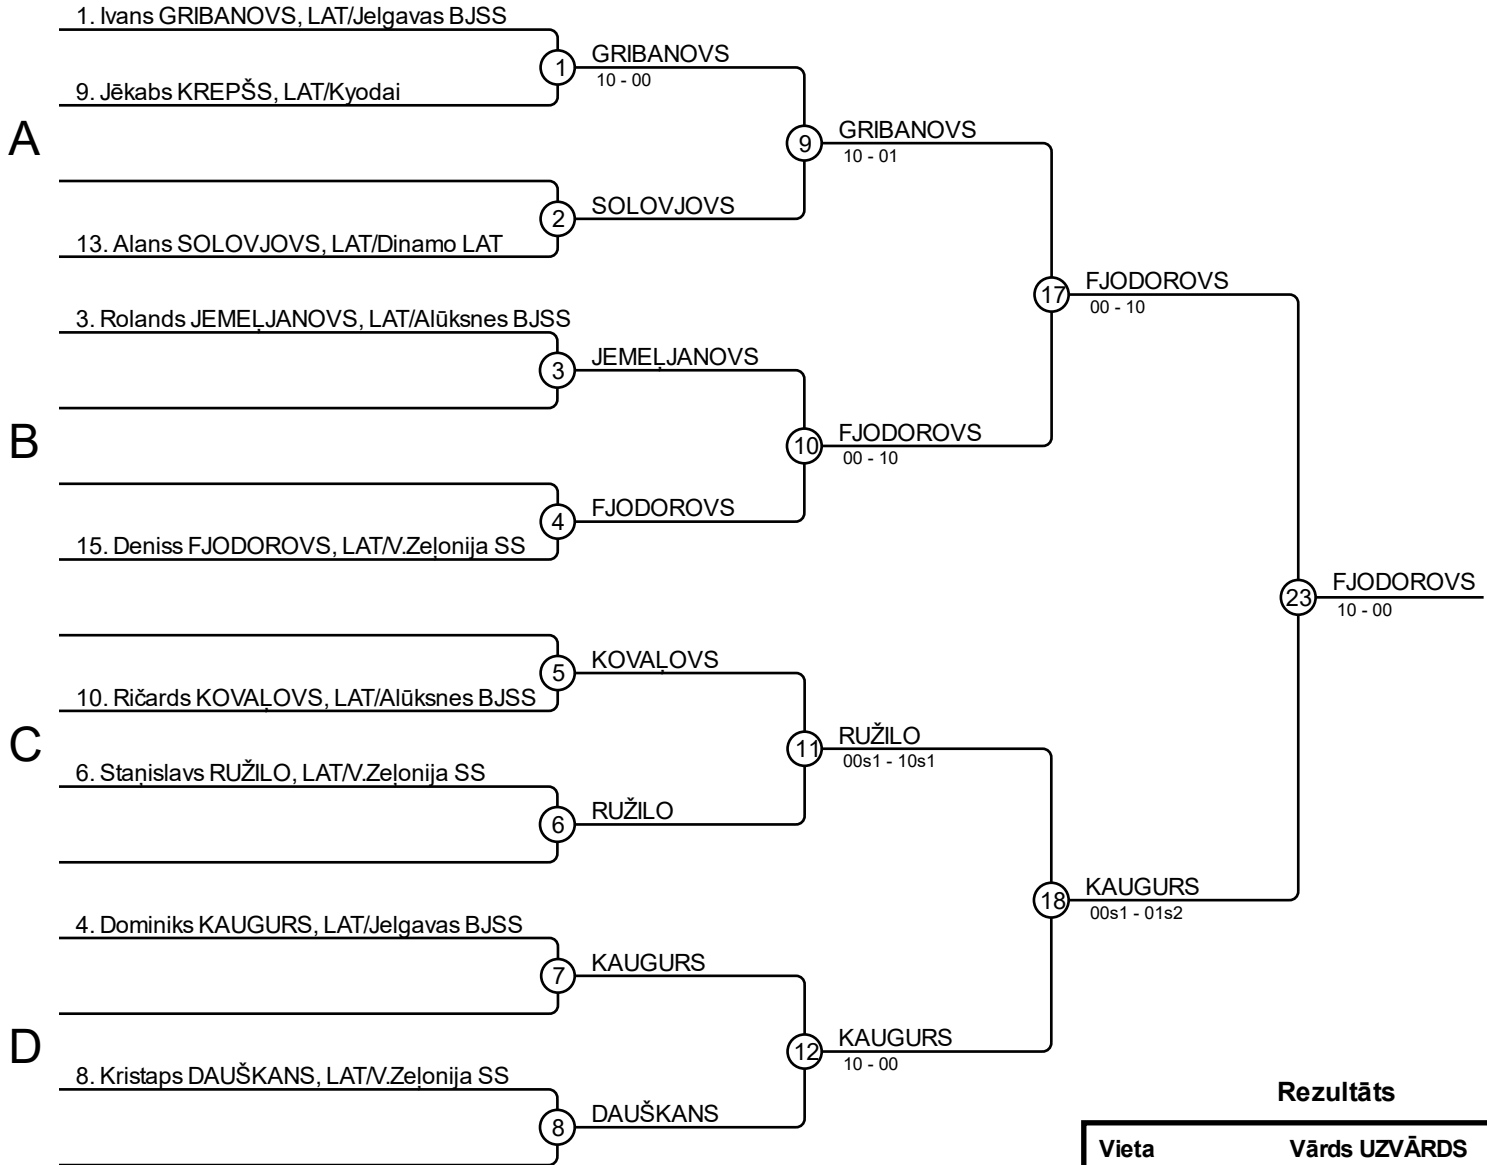 1. Ivans GRIBANOVS, LAT/Jelgavas BJSS
1
GRIBANOVS
10 - 00
9. Jēkabs KREPŠS, LAT/Kyodai
A
9
GRIBANOVS
10 - 01
2
SOLOVJOVS
13. Alans SOLOVJOVS, LAT/Dinamo LAT
17
FJODOROVS
00 - 10
3. Rolands JEMEĻJANOVS, LAT/Alūksnes BJSS
3
JEMEĻJANOVS
B
10
FJODOROVS
00 - 10
4
FJODOROVS
15. Deniss FJODOROVS, LAT/V.Zeļonija SS
23
FJODOROVS
10 - 00
5
KOVAĻOVS
10. Ričards KOVAĻOVS, LAT/Alūksnes BJSS
C
11
RUŽILO
00s1 - 10s1
6. Staņislavs RUŽILO, LAT/V.Zeļonija SS
6
RUŽILO
18
KAUGURS
00s1 - 01s2
4. Dominiks KAUGURS, LAT/Jelgavas BJSS
7
KAUGURS
D
12
KAUGURS
10 - 00
8. Kristaps DAUŠKANS, LAT/V.Zeļonija SS
8
DAUŠKANS
Rezultāts
Vieta Vārds UZVĀRDS